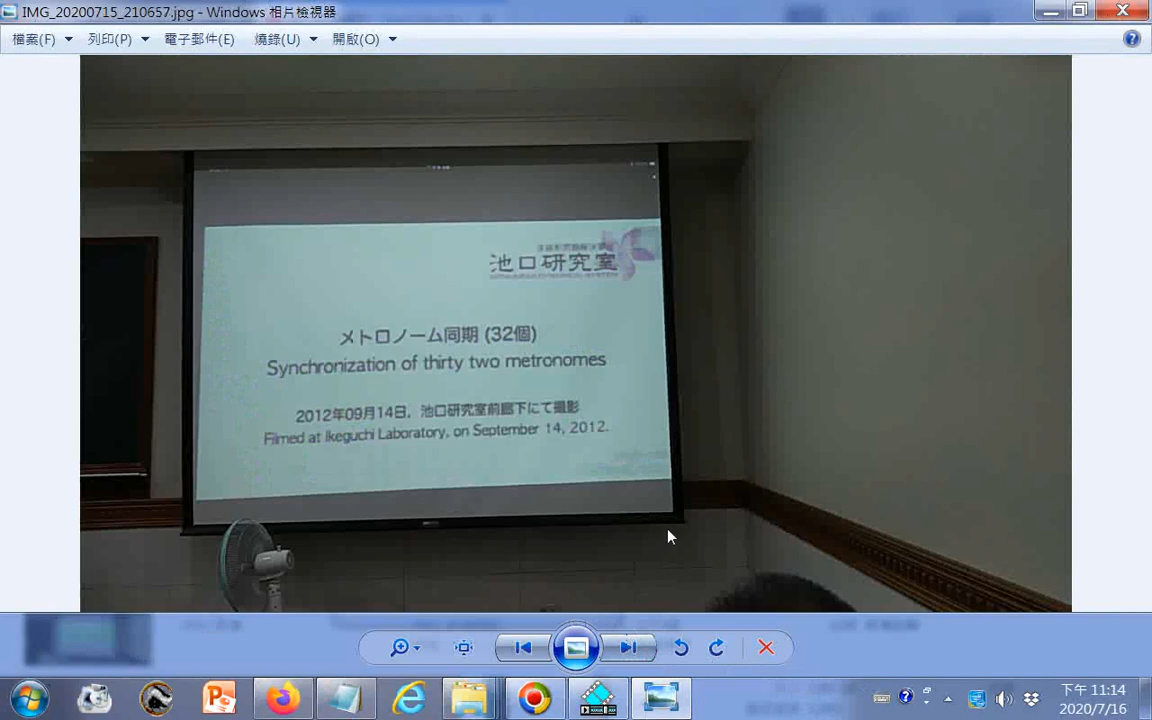 IMG_20200715_210657.jpg - Windows 相片檢視器
檔案(F) 列印(P) 電子郵件(E) 燒錄(U) 開啟(O)
池口研究室
メトロノーム同期 (32個)
Synchronization of thirty two metronomes
2012年09月14日, 池口研究室前廊下にて撮影
Filmed at Ikeguchi Laboratory, on September 14, 2012.
下午 11:14
2020/7/16